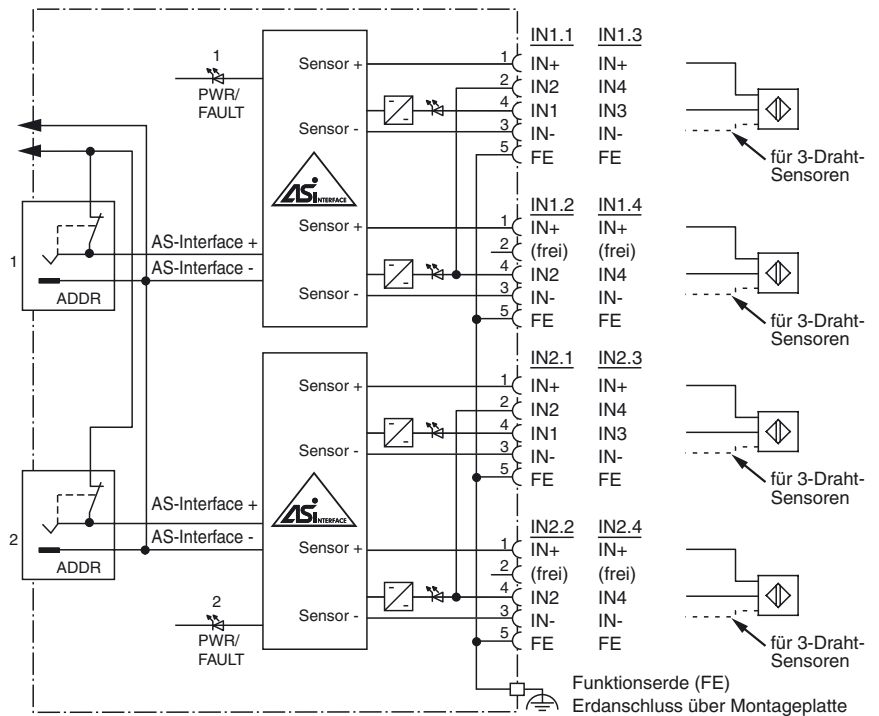 IN1.1 IN1.3
1 IN+ IN+
2 IN2 IN4
4 IN1 IN3
3 IN- IN-
5 FE FE
1
PWR/
FAULT
Sensor +
Sensor -
ASi INTERFACE
Sensor +
Sensor -
für 3-Draht-
Sensoren
IN1.2 IN1.4
1 IN+ IN+
2 (frei) (frei)
4 IN2 IN4
3 IN- IN-
5 FE FE
für 3-Draht-
Sensoren
1
AS-Interface +
AS-Interface -
ADDR
IN2.1 IN2.3
1 IN+ IN+
2 IN2 IN4
4 IN1 IN3
3 IN- IN-
5 FE FE
Sensor +
Sensor -
ASi INTERFACE
Sensor +
Sensor -
für 3-Draht-
Sensoren
2
AS-Interface +
AS-Interface -
ADDR
IN2.2 IN2.4
1 IN+ IN+
2 (frei) (frei)
4 IN2 IN4
3 IN- IN-
5 FE FE
2
PWR/
FAULT
für 3-Draht-
Sensoren
Funktionserde (FE)
Erdanschluss über Montageplatte